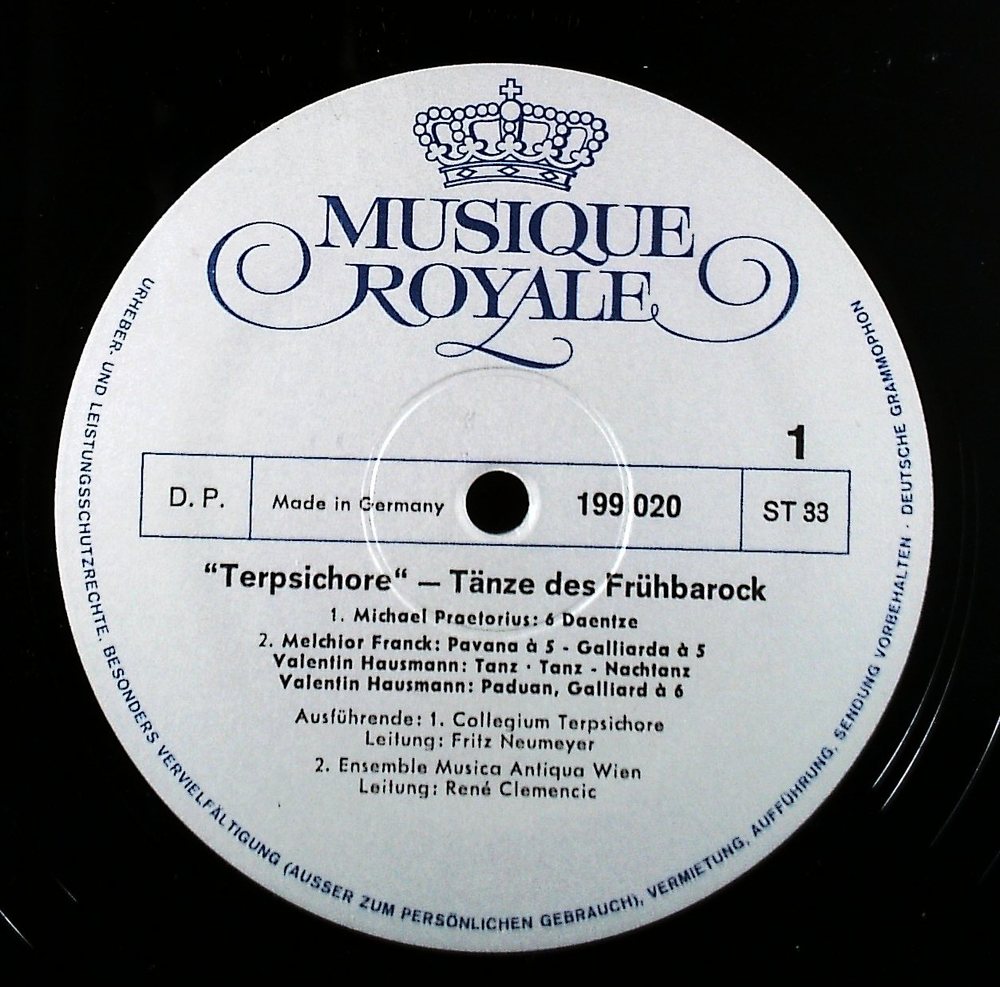 MUSIQUE
ROYALE
1
D. P.
Made in Germany
199 020
ST 33
“Terpsichore“ — Tänze des Frühbarock
1. Michael Praetorius: 6 Daentze
2. Melchior Franck: Pavana à 5 - Galliarda à 5
Valentin Hausmann: Tanz · Tanz - Nachtanz
Valentin Hausmann: Paduan, Galliard à 6
Ausführende: 1. Collegium Terpsichore
Leitung: Fritz Neumeyer
2. Ensemble Musica Antiqua Wien
Leitung: René Clemencic
URHEBER- UND LEISTUNGSSCHUTZRECHTE. BESONDERS VERVIELFÄLTIGUNG (AUSSER ZUM PERSÖNLICHEN GEBRAUCH), VERMIETUNG, AUFFÜHRUNG, SENDUNG VORBEHALTEN · DEUTSCHE GRAMMOPHON